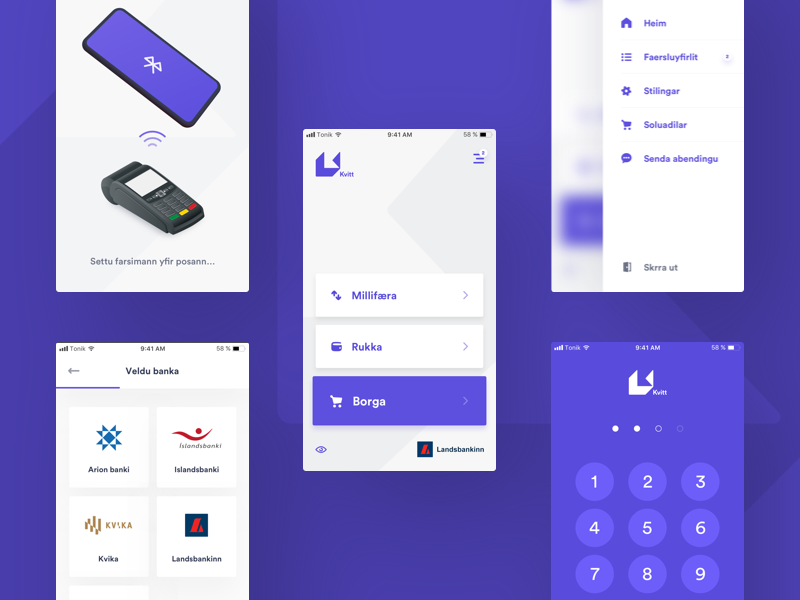 Settu farsimann yfir posann...
Tonik
9:41 AM
58 %
Veldu banka
Arion banki
Íslandsbanki
Islandsbanki
KVIKA
Kvika
Landsbankinn
Tonik
9:41 AM
58 %
Kvitt
2
Millifæra
Rukka
Borga
Landsbankinn
Heim
Faersluyfirlit
2
Stilingar
Soluadilar
Senda abendingu
Skrra ut
Tonik
9:41 AM
58 %
Kvitt
1 2 3
4 5 6
7 8 9